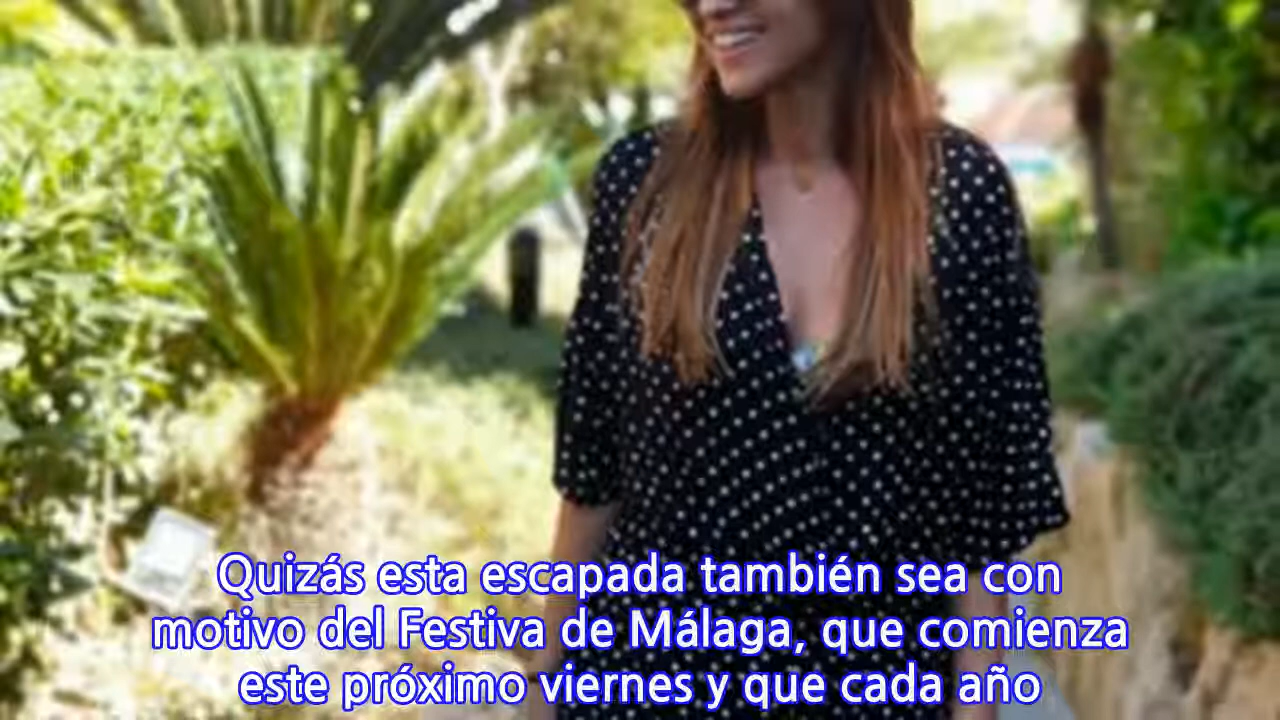 Quizás esta escapada también sea con
motivo del Festiva de Málaga, que comienza
este próximo viernes y que cada año